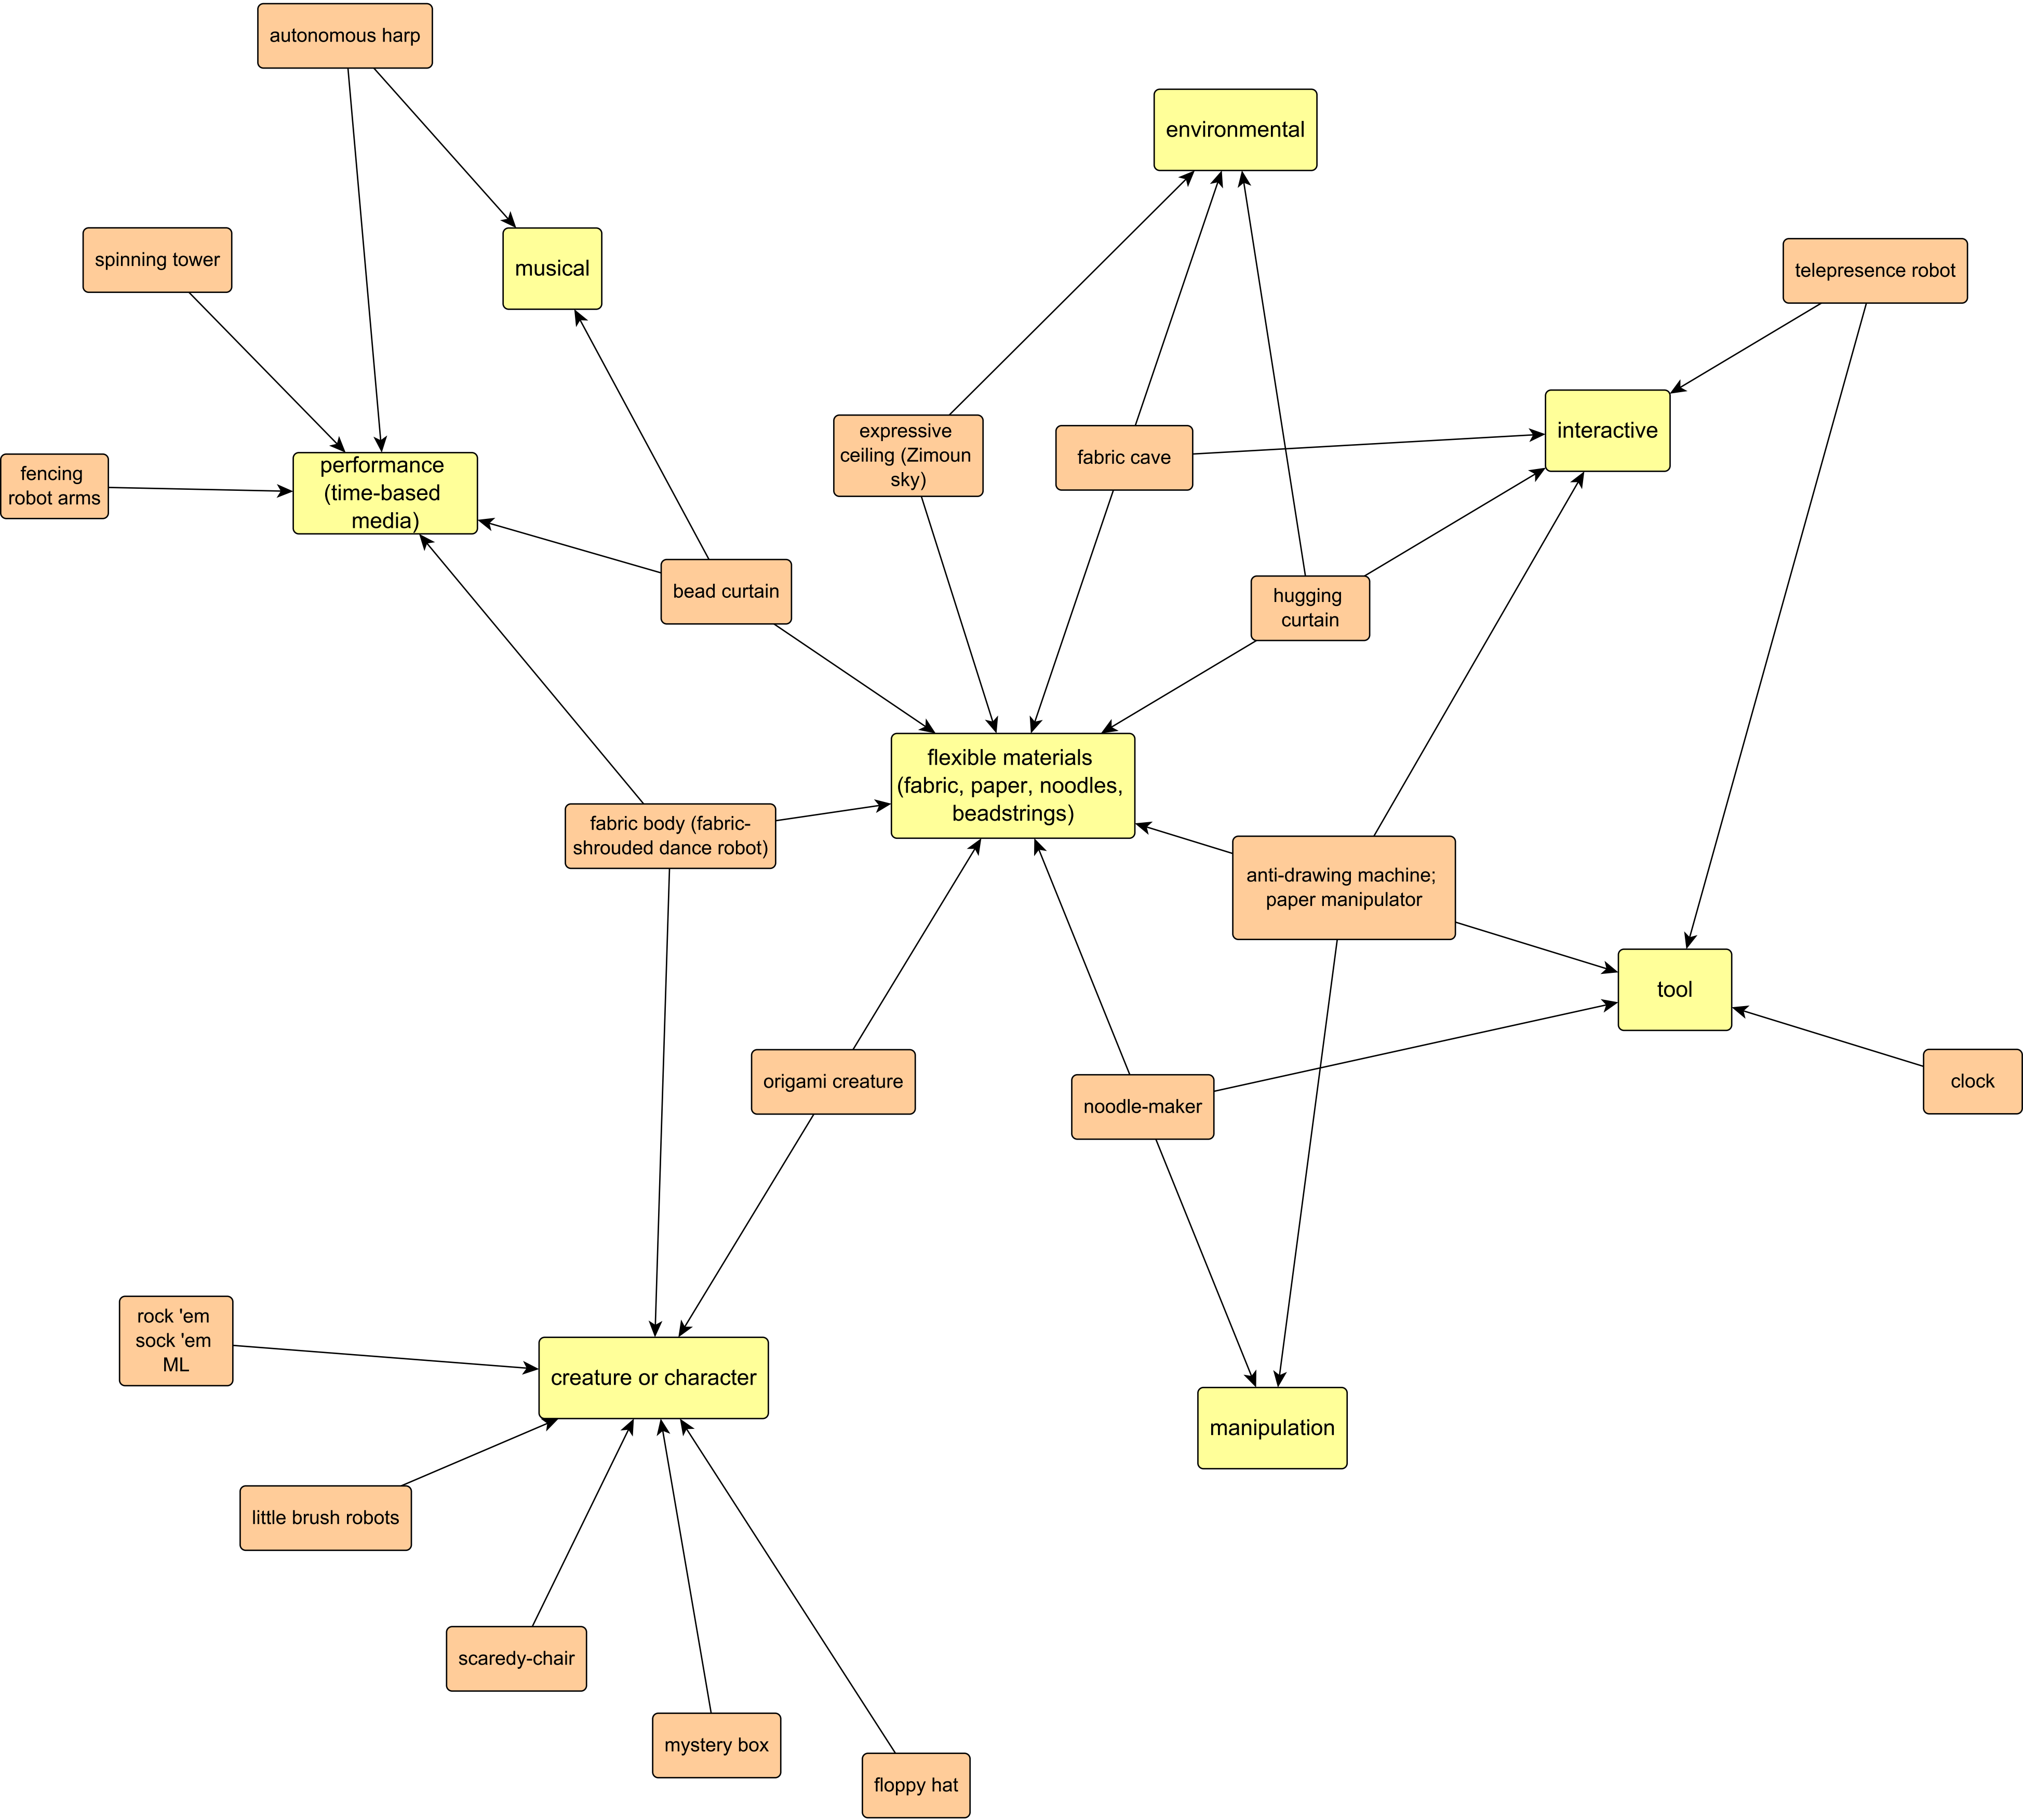 autonomous harp
environmental
spinning tower
musical
telepresence robot
expressive
ceiling (Zimoun
sky)
fabric cave
interactive
fencing
robot arms
performance
(time-based
media)
bead curtain
hugging
curtain
flexible materials
(fabric, paper, noodles,
beadstrings)
fabric body (fabric-
shrouded dance robot)
anti-drawing machine;
paper manipulator
tool
origami creature
noodle-maker
clock
rock 'em
sock 'em
ML
creature or character
manipulation
little brush robots
scaredy-chair
mystery box
floppy hat